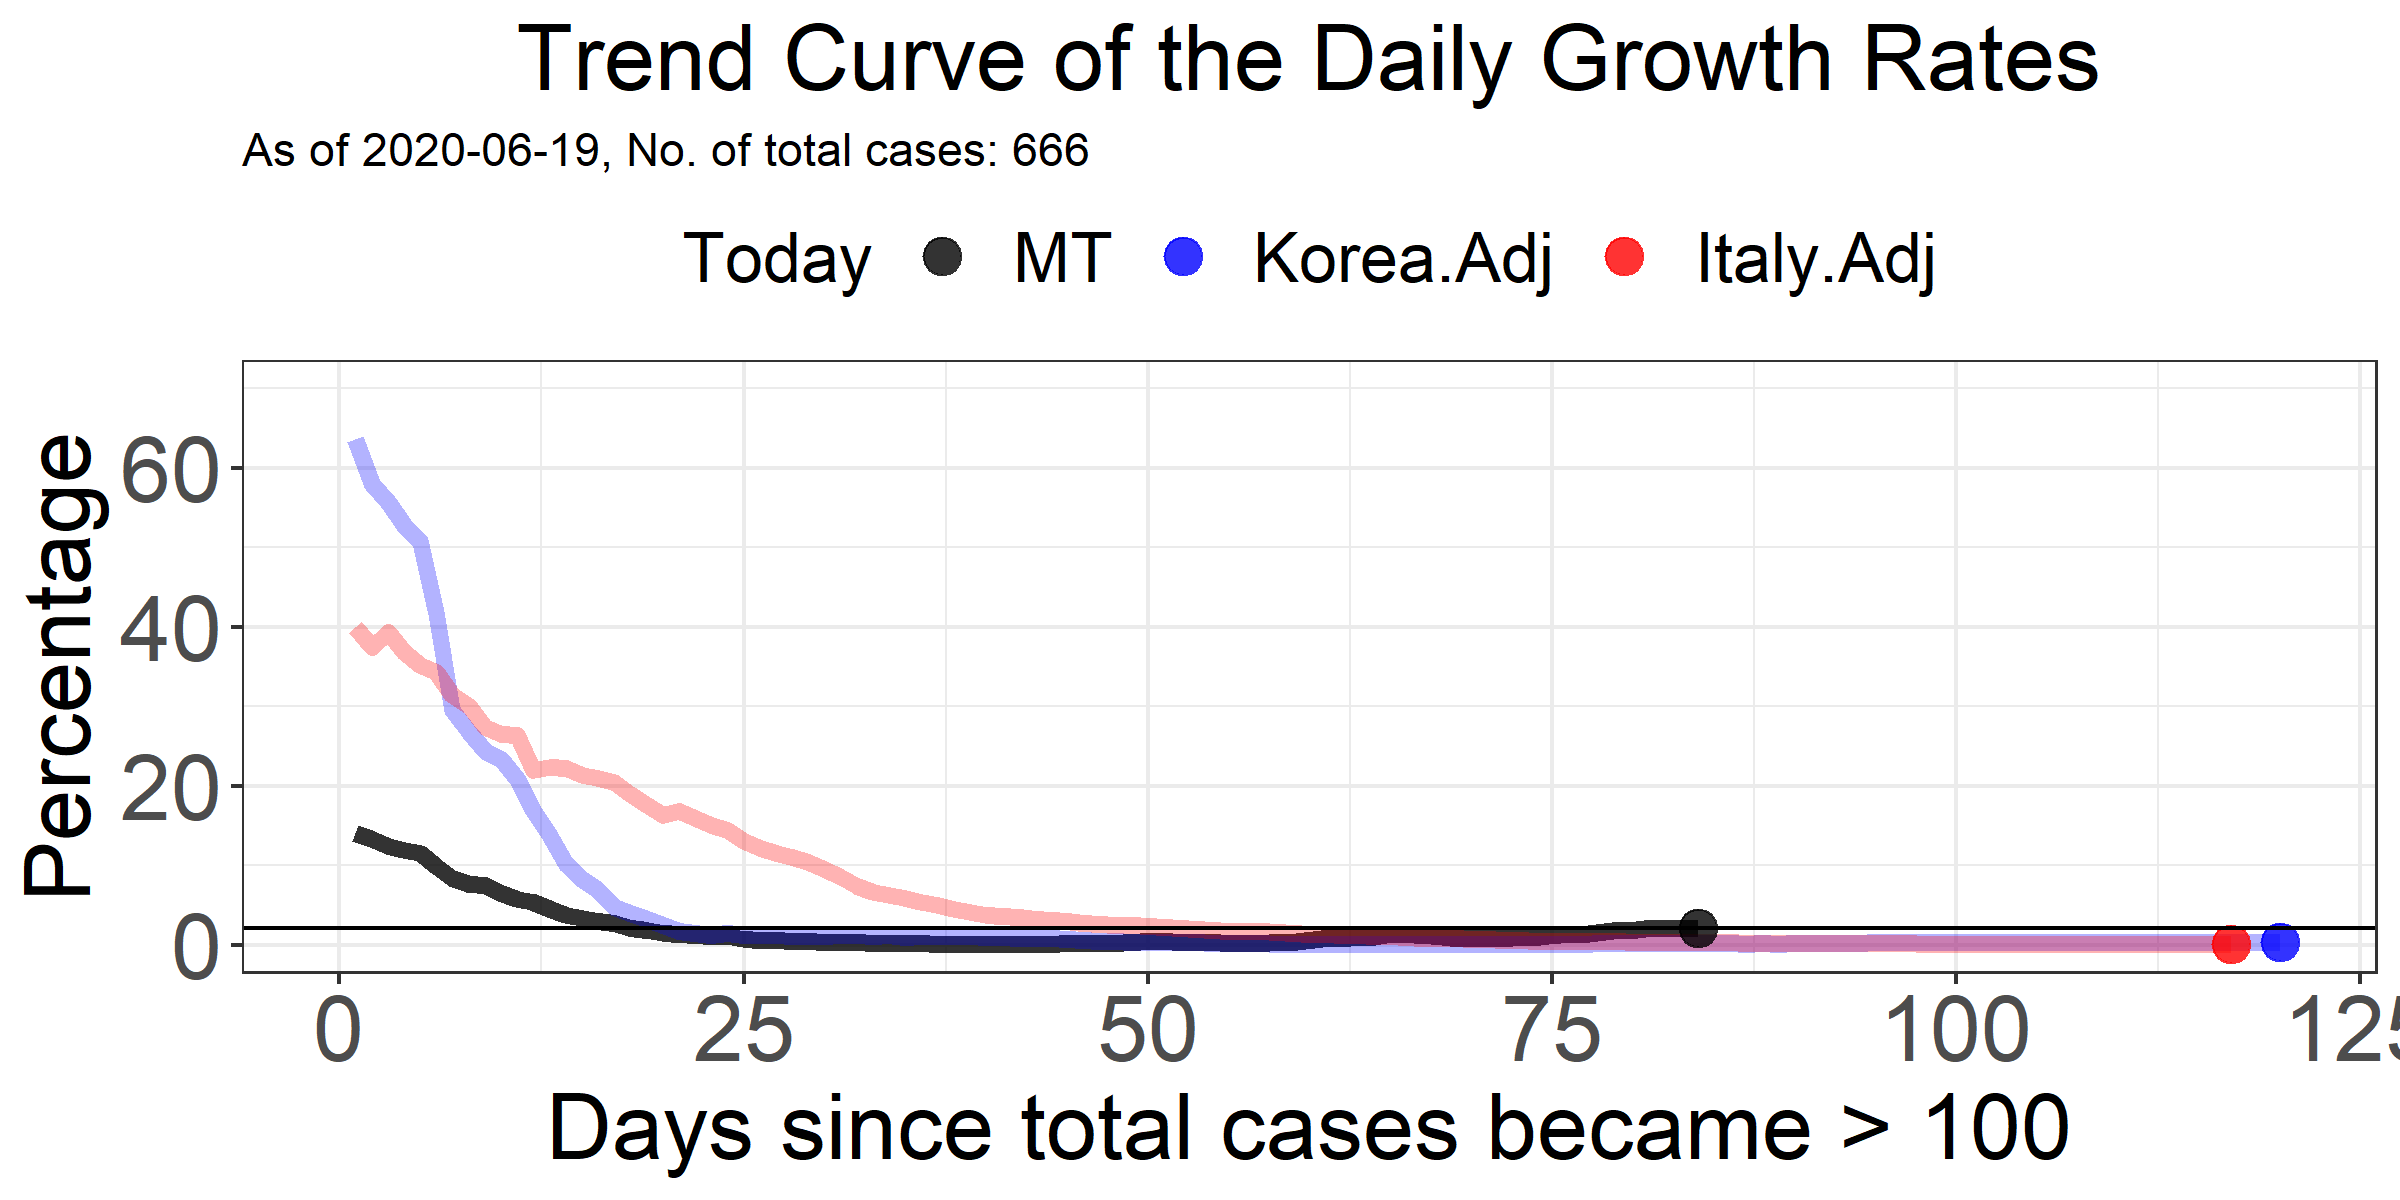 Trend Curve of the Daily Growth Rates
As of 2020-06-19, No. of total cases: 666
Today MT Korea.Adj Italy.Adj
Percentage
60
40
20
0
0 25 50 75 100 125
Days since total cases became > 100